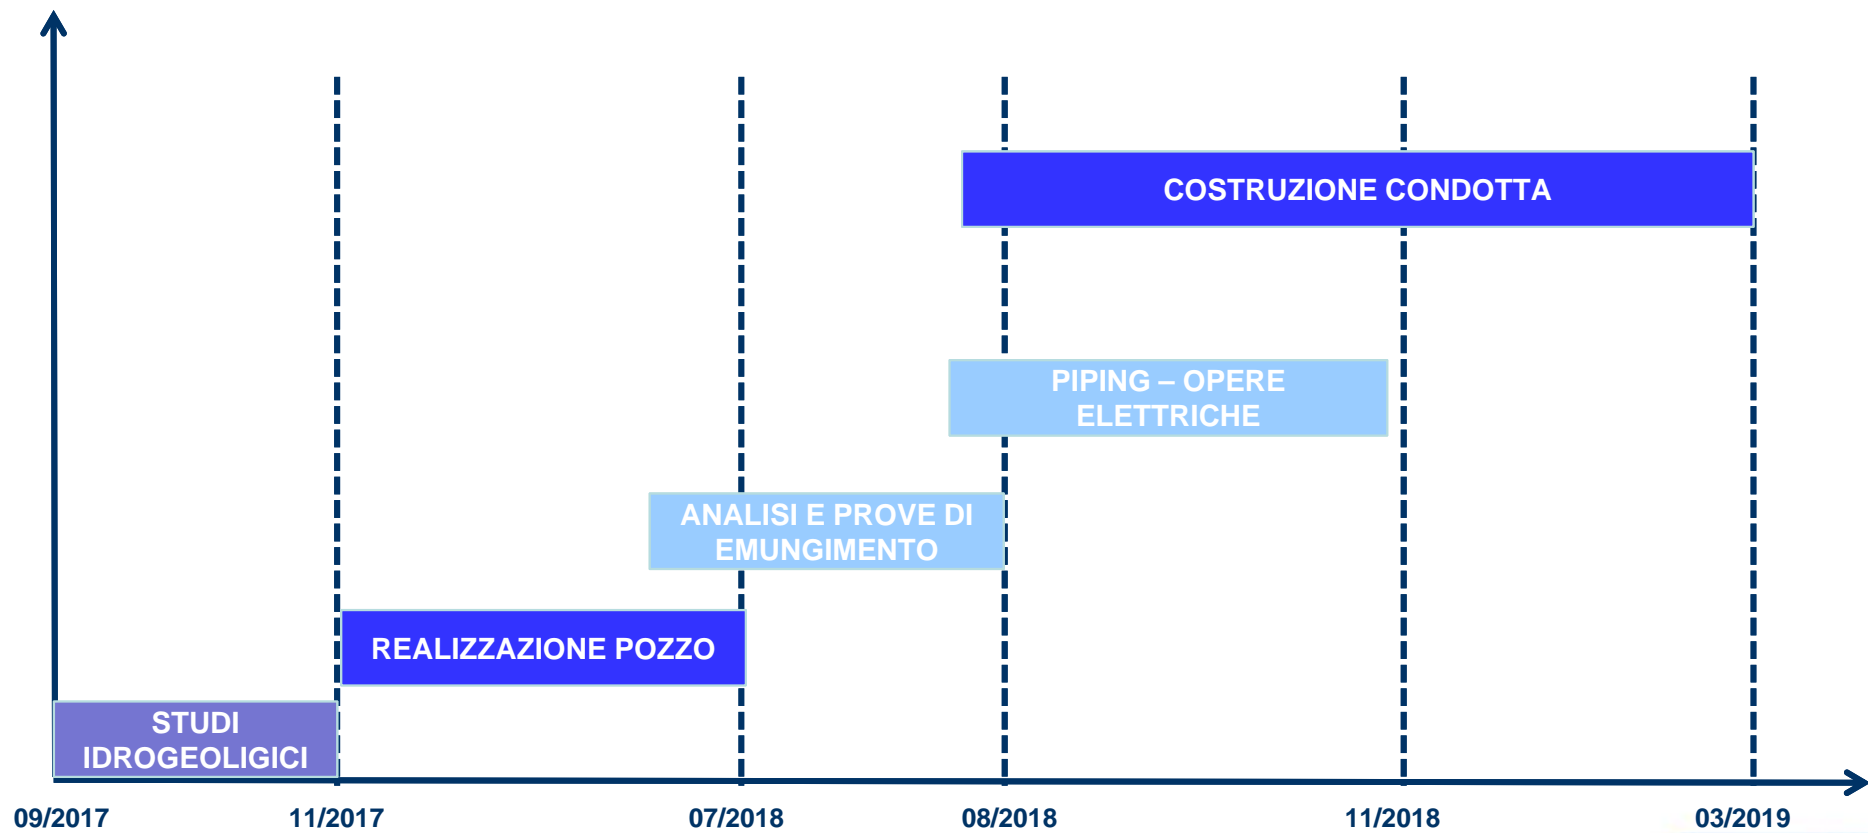 COSTRUZIONE CONDOTTA
PIPING – OPERE
ELETTRICHE
ANALISI E PROVE DI
EMUNGIMENTO
REALIZZAZIONE POZZO
STUDI
IDROGEOLIGICI
09/2017
11/2017
07/2018
08/2018
11/2018
03/2019